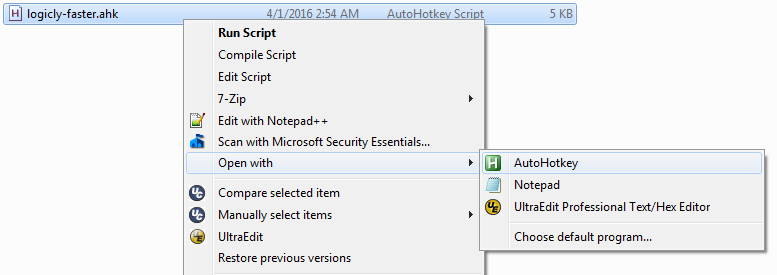 logicly-faster.ahk 4/1/2016 2:54 AM AutoHotkey Script 5 KB
Run Script
Compile Script
Edit Script
7-Zip
Edit with Notepad++
Scan with Microsoft Security Essentials...
Open with
AutoHotkey
Notepad
UltraEdit Professional Text/Hex Editor
Choose default program...
Compare selected item
Manually select items
UltraEdit
Restore previous versions